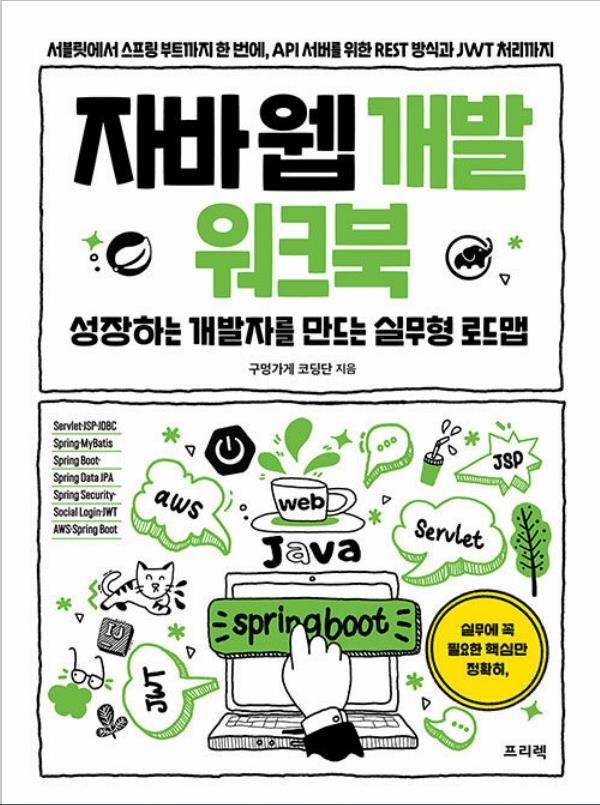 서블릿에서 스프링 부트까지 한 번에, API 서버를 위한 REST 방식과 JWT 처리까지
자바 웹 개발
워크북
성장하는 개발자를 만드는 실무형 로드맵
구멍가게 코딩단 지음
Servlet·JSP·JDBC
Spring·MyBatis
Spring Boot·
Spring Data JPA
Spring Security·
Social Login·JWT
AWS·Spring Boot
JSP
aws
web
Servlet
Java
springboot
IJ
JWT
실무에 꼭
필요한 핵심만
정확히,
프리렉